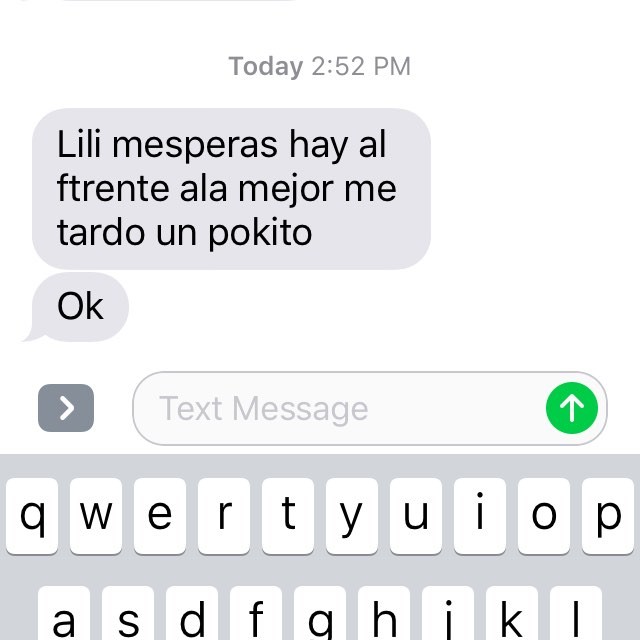 Today 2:52 PM
Lili mesperas hay al
ftrente ala mejor me
tardo un pokito
Ok
Text Message
q w e r t y u i o p
a s d f g h j k l